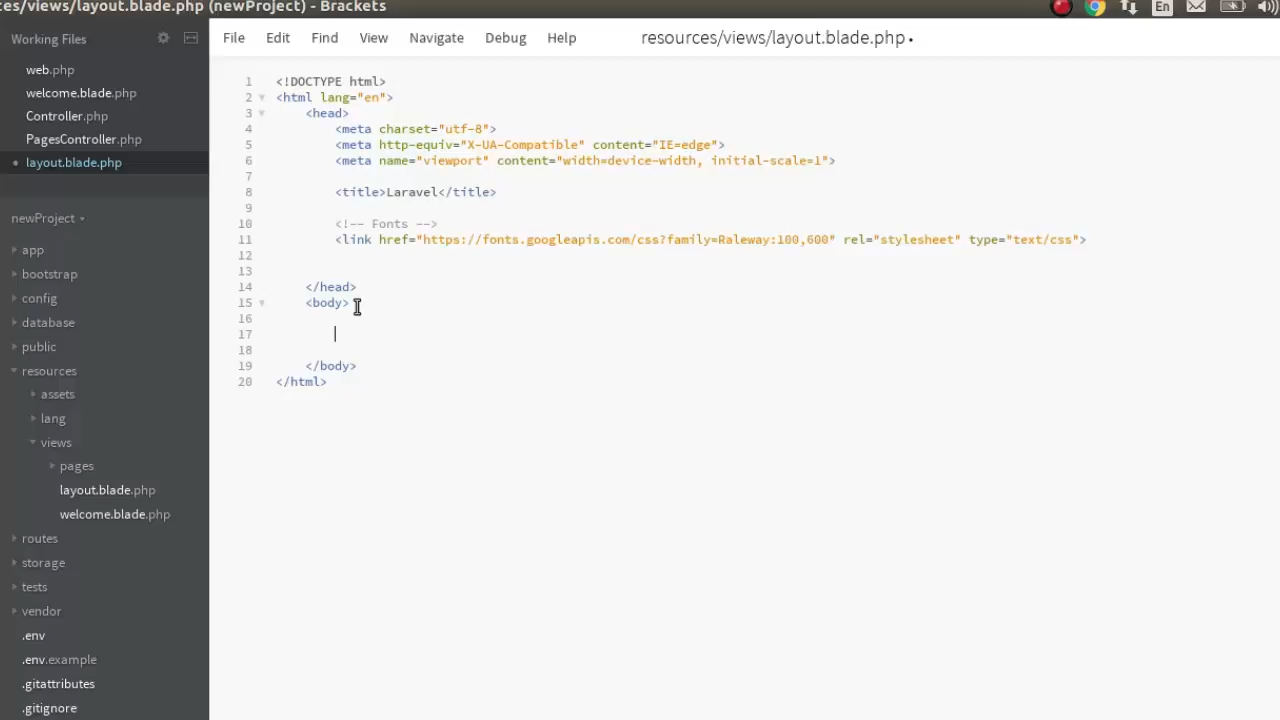 ces/views/layout.blade.php (newProject) - Brackets
En
Working Files
web.php
welcome.blade.php
Controller.php
PagesController.php
layout.blade.php
newProject
app
bootstrap
config
database
public
resources
assets
lang
views
pages
layout.blade.php
welcome.blade.php
routes
storage
tests
vendor
.env
.env.example
.gitattributes
.gitignore
File Edit Find View Navigate Debug Help resources/views/layout.blade.php •
1 <!DOCTYPE html>
2 <html lang="en">
3 <head>
4 <meta charset="utf-8">
5 <meta http-equiv="X-UA-Compatible" content="IE=edge">
6 <meta name="viewport" content="width=device-width, initial-scale=1">
7
8 <title>Laravel</title>
9
10 <!-- Fonts -->
11 <link href="https://fonts.googleapis.com/css?family=Raleway:100,600" rel="stylesheet" type="text/css">
12
13
14 </head>
15 <body>
16
17
18
19 </body>
20 </html>